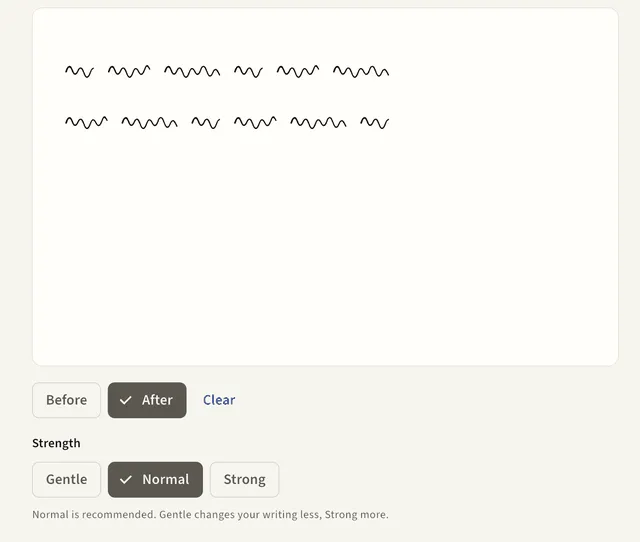 Before
After
Clear
Strength
Gentle
Normal
Strong
Normal is recommended. Gentle changes your writing less, Strong more.